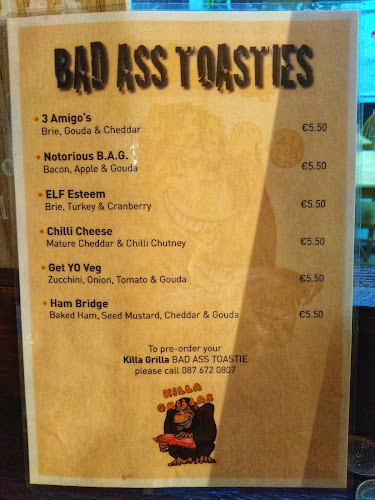 BAD ASS TOASTIES
• 3 Amigo's
Brie, Gouda & Cheddar €5.50
• Notorious B.A.G.
Bacon, Apple & Gouda €5.50
• ELF Esteem
Brie, Turkey & Cranberry €5.50
• Chilli Cheese
Mature Cheddar & Chilli Chutney €5.50
• Get YO Veg
Zucchini, Onion, Tomato & Gouda €5.50
• Ham Bridge
Baked Ham, Seed Mustard, Cheddar & Gouda €5.50
To pre-order your
Killa Grilla BAD ASS TOASTIE
please call 087 672 0807
KILLA
GRILLAS